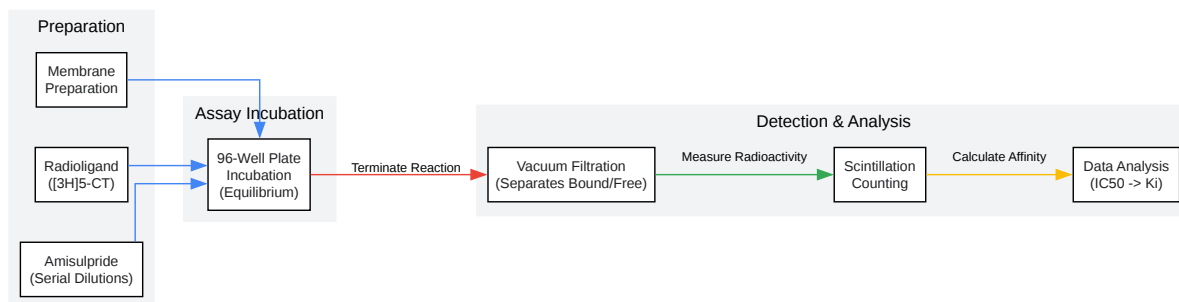 Preparation
Membrane
Preparation
Radioligand
([3H]5-CT)
Amisulpride
(Serial Dilutions)
Assay Incubation
96-Well Plate
Incubation
(Equilibrium)
Terminate Reaction
Detection & Analysis
Vacuum Filtration
(Separates Bound/Free)
Measure Radioactivity
Scintillation
Counting
Calculate Affinity
Data Analysis
(IC50 -> Ki)